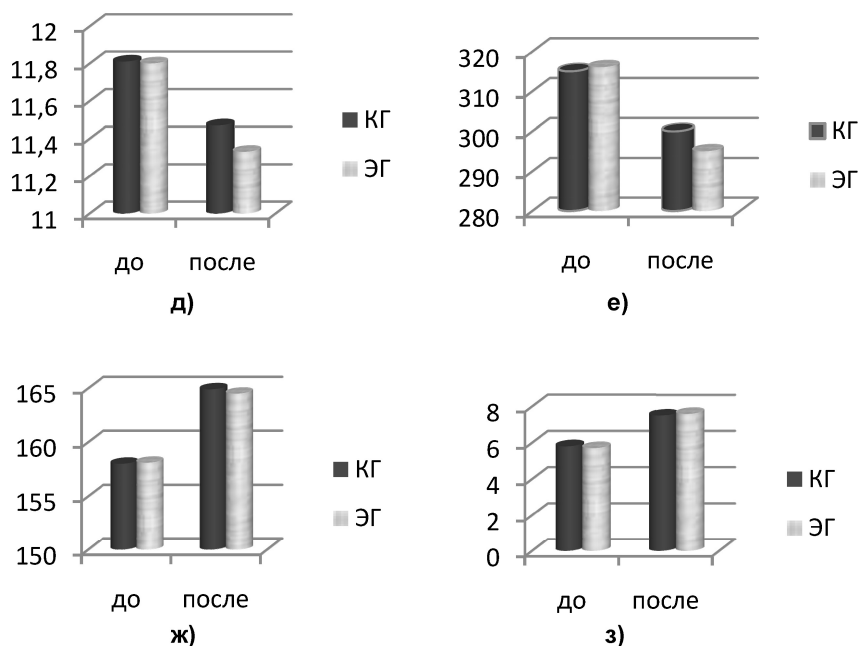 12
11,8
11,6
11,4
11,2
11
до после
КГ
ЭГ
д)
320
310
300
290
280
до после
КГ
ЭГ
е)
165
160
155
150
до после
КГ
ЭГ
ж)
8
6
4
2
0
до после
КГ
ЭГ
з)